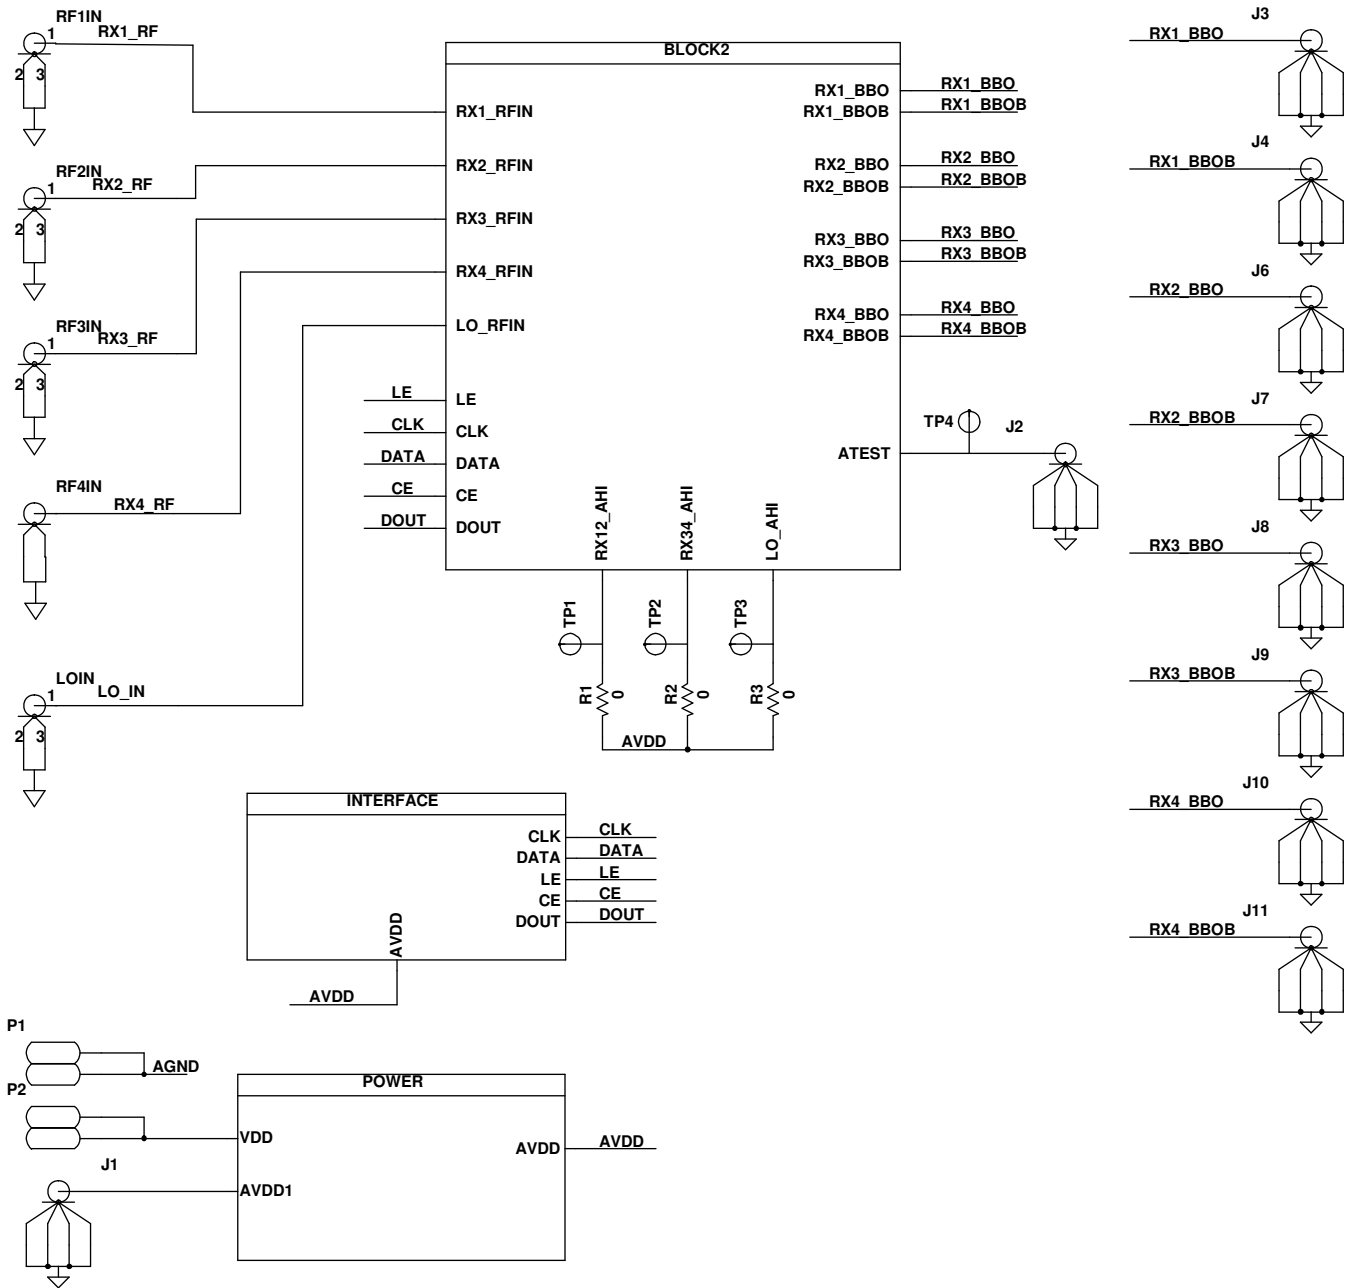 RF1IN
1
RX1_RF
2 3
RF2IN
1
RX2_RF
2 3
RF3IN
1
RX3_RF
2 3
RF4IN
RX4_RF
LOIN
1
LO_IN
2 3
BLOCK2
RX1_RFIN
RX2_RFIN
RX3_RFIN
RX4_RFIN
LO_RFIN
LE
LE
CLK
CLK
DATA
DATA
CE
CE
DOUT
DOUT
RX1_BBO
RX1_BBO
RX1_BBOB
RX1_BBOB
RX2_BBO
RX2_BBO
RX2_BBOB
RX2_BBOB
RX3_BBO
RX3_BBO
RX3_BBOB
RX3_BBOB
RX4_BBO
RX4_BBO
RX4_BBOB
RX4_BBOB
ATEST
TP4
J2
RX12_AHI
RX34_AHI
LO_AHI
TP1
TP2
TP3
R1
0
R2
0
R3
0
AVDD
J3
RX1_BBO
J4
RX1_BBOB
J6
RX2_BBO
J7
RX2_BBOB
J8
RX3_BBO
J9
RX3_BBOB
J10
RX4_BBO
J11
RX4_BBOB
INTERFACE
CLK
CLK
DATA
DATA
LE
LE
CE
CE
DOUT
DOUT
AVDD
AVDD
P1
AGND
P2
POWER
VDD
AVDD
AVDD
J1
AVDD1